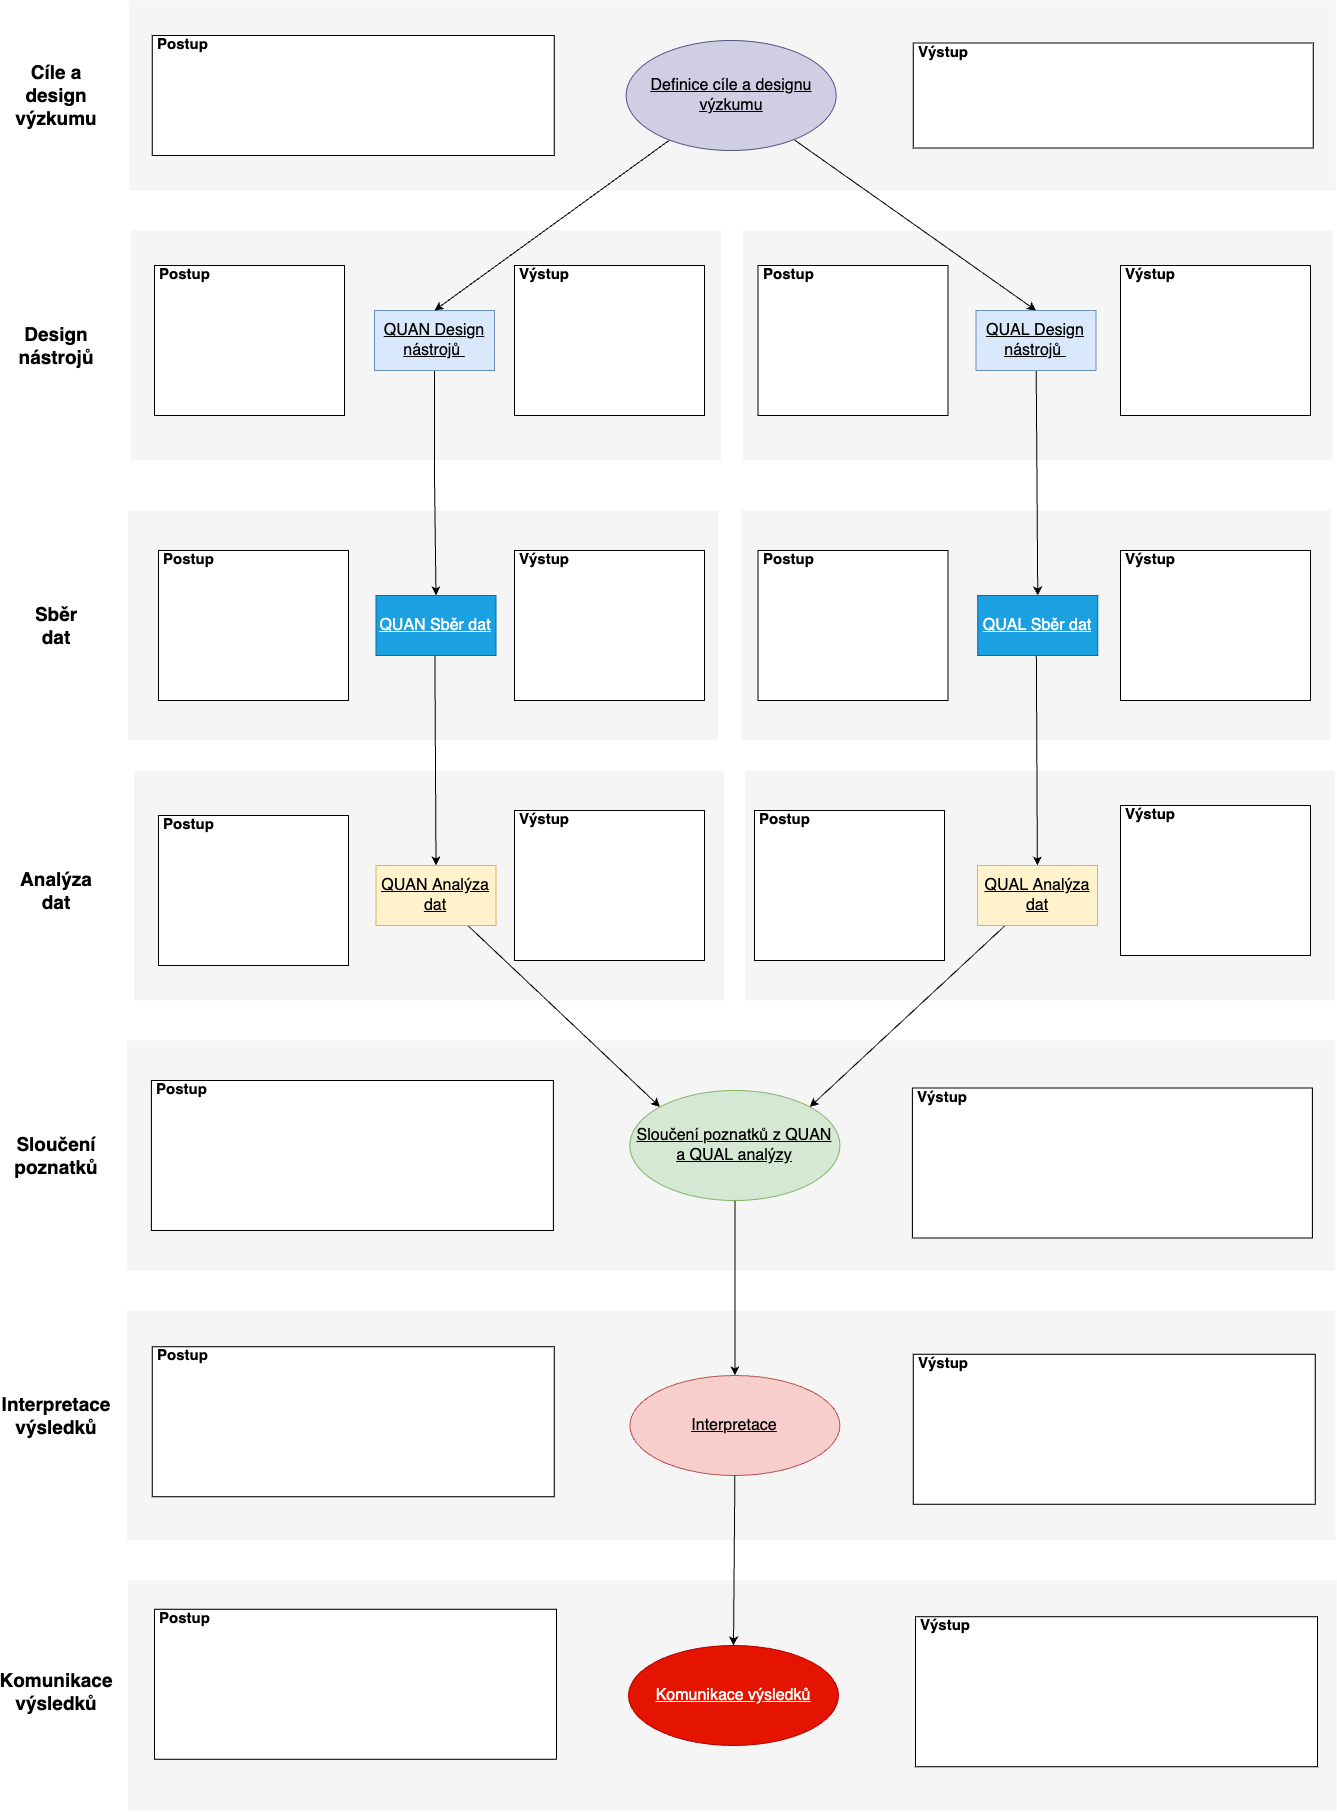 Cíle a
design
výzkumu
Postup
Definice cíle a designu
výzkumu
Výstup
Design
nástrojů
Postup
QUAN Design
nástrojů
Výstup
Postup
QUAL Design
nástrojů
Výstup
Sběr
dat
Postup
QUAN Sběr dat
Výstup
Postup
QUAL Sběr dat
Výstup
Analýza
dat
Postup
QUAN Analýza
dat
Výstup
Postup
QUAL Analýza
dat
Výstup
Sloučení
poznatků
Postup
Sloučení poznatků z QUAN
a QUAL analýzy
Výstup
Interpretace
výsledků
Postup
Interpretace
Výstup
Komunikace
výsledků
Postup
Komunikace výsledků
Výstup